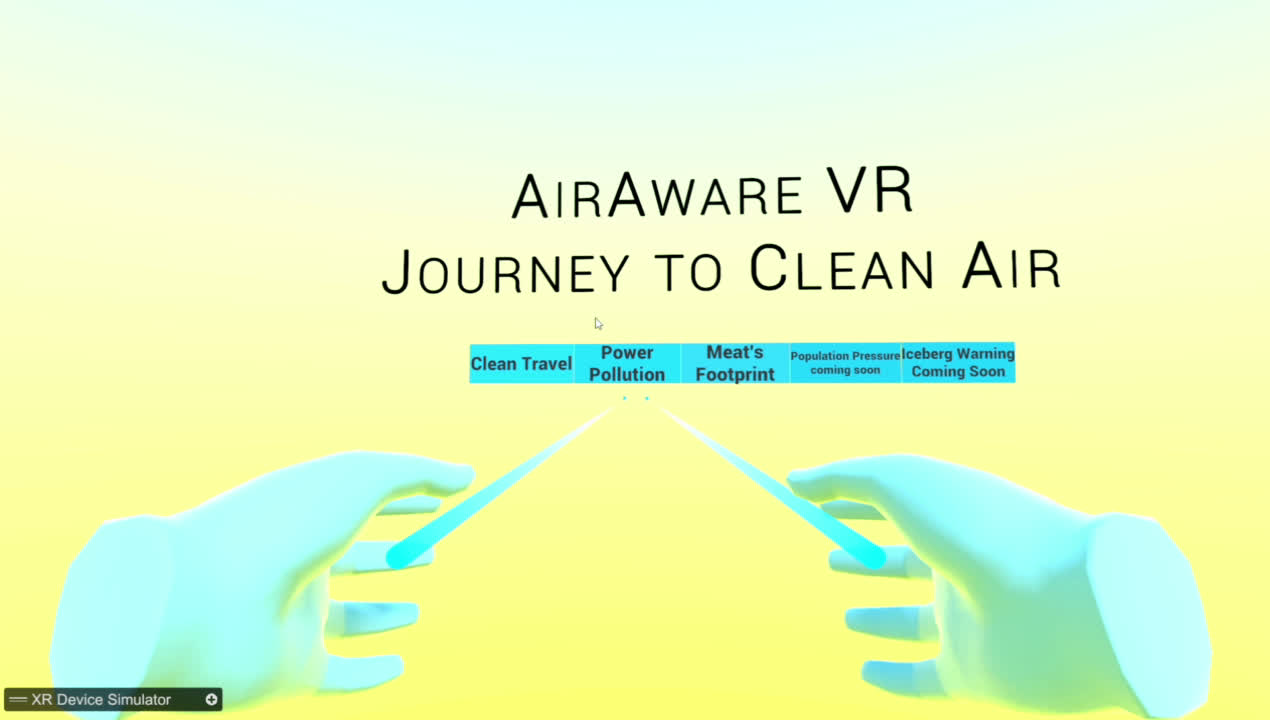 AirAware VR
Journey to Clean Air
Clean Travel
Power
Pollution
Meat's
Footprint
Population Pressure
coming soon
Iceberg Warning
Coming Soon
XR Device Simulator